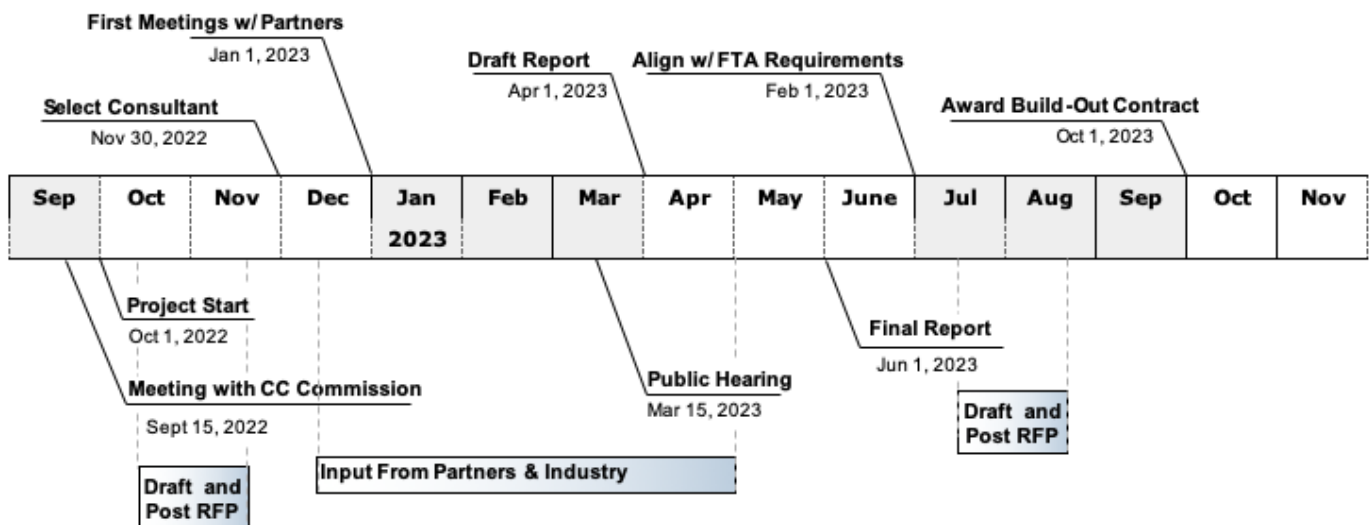 First Meetings w/ Partners
Jan 1, 2023
Draft Report
Apr 1, 2023
Align w/ FTA Requirements
Feb 1, 2023
Select Consultant
Nov 30, 2022
Award Build-Out Contract
Oct 1, 2023
Sep Oct Nov Dec Jan Feb Mar Apr May June Jul Aug Sep Oct Nov
2023
Project Start
Oct 1, 2022
Final Report
Jun 1, 2023
Meeting with CC Commission
Sept 15, 2022
Public Hearing
Mar 15, 2023
Draft and
Post RFP
Input From Partners & Industry
Draft and
Post RFP